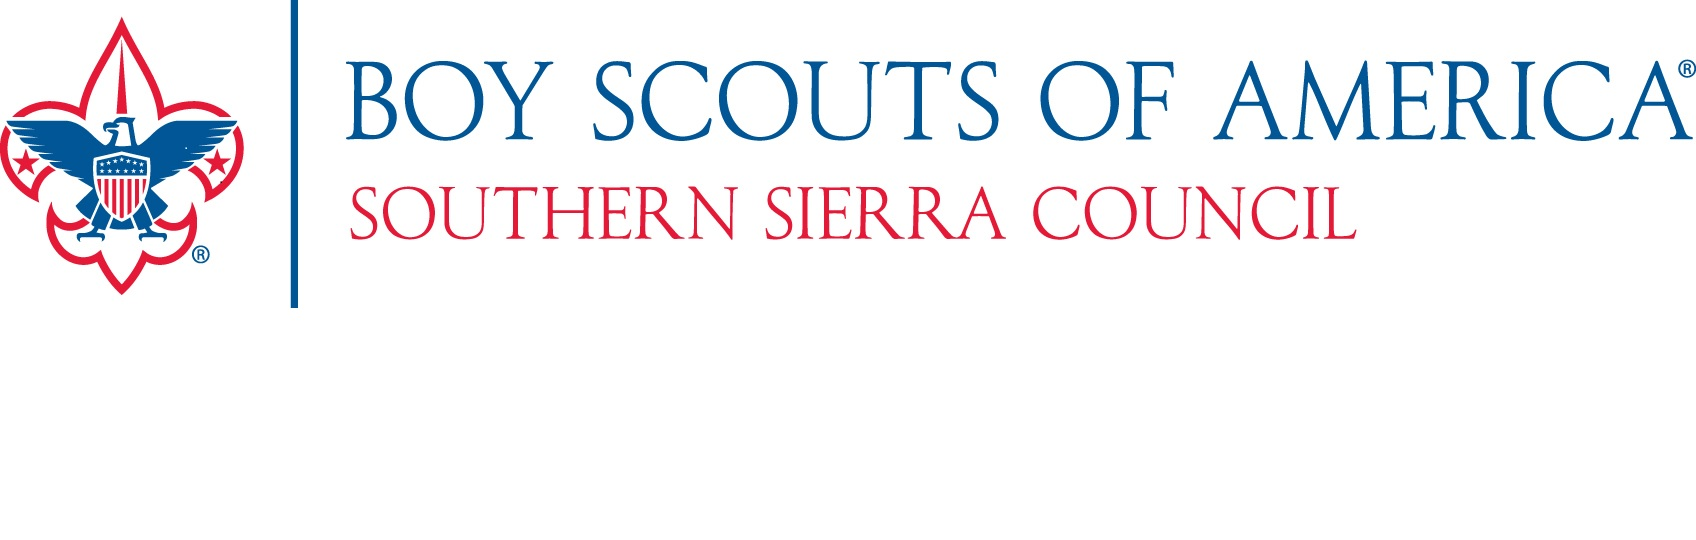 BOY SCOUTS OF AMERICA®
SOUTHERN SIERRA COUNCIL
®